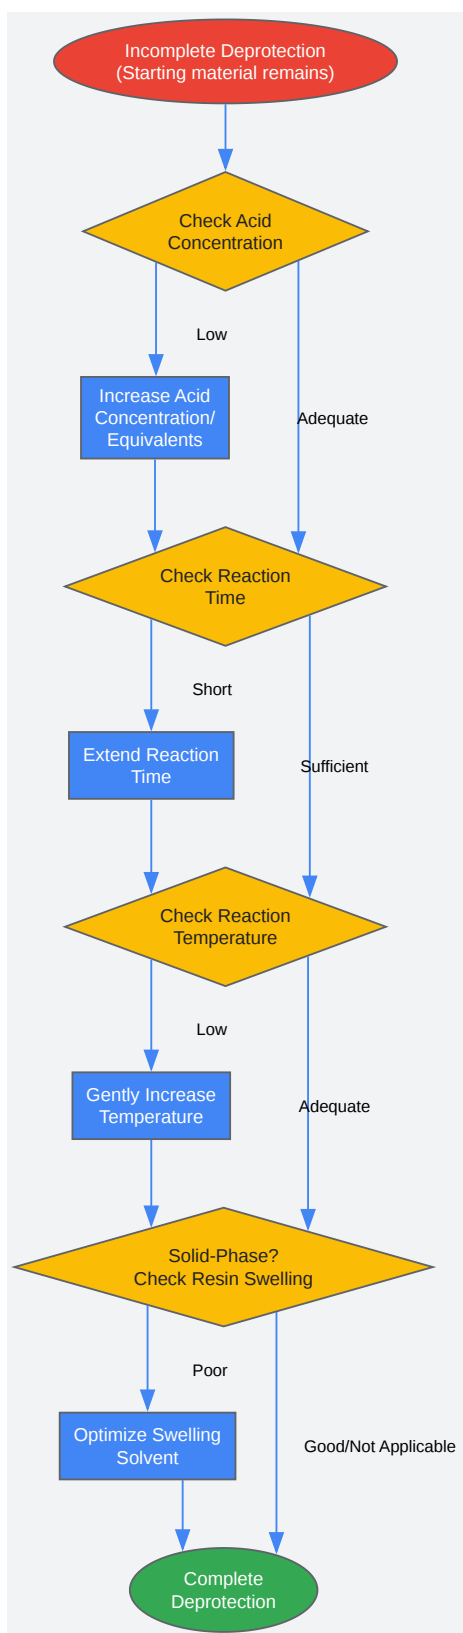 Incomplete Deprotection
(Starting material remains)
Check Acid
Concentration
Low
Increase Acid
Concentration/
Equivalents
Adequate
Check Reaction
Time
Short
Extend Reaction
Time
Sufficient
Check Reaction
Temperature
Low
Gently Increase
Temperature
Adequate
Solid-Phase?
Check Resin Swelling
Poor
Optimize Swelling
Solvent
Good/Not Applicable
Complete
Deprotection